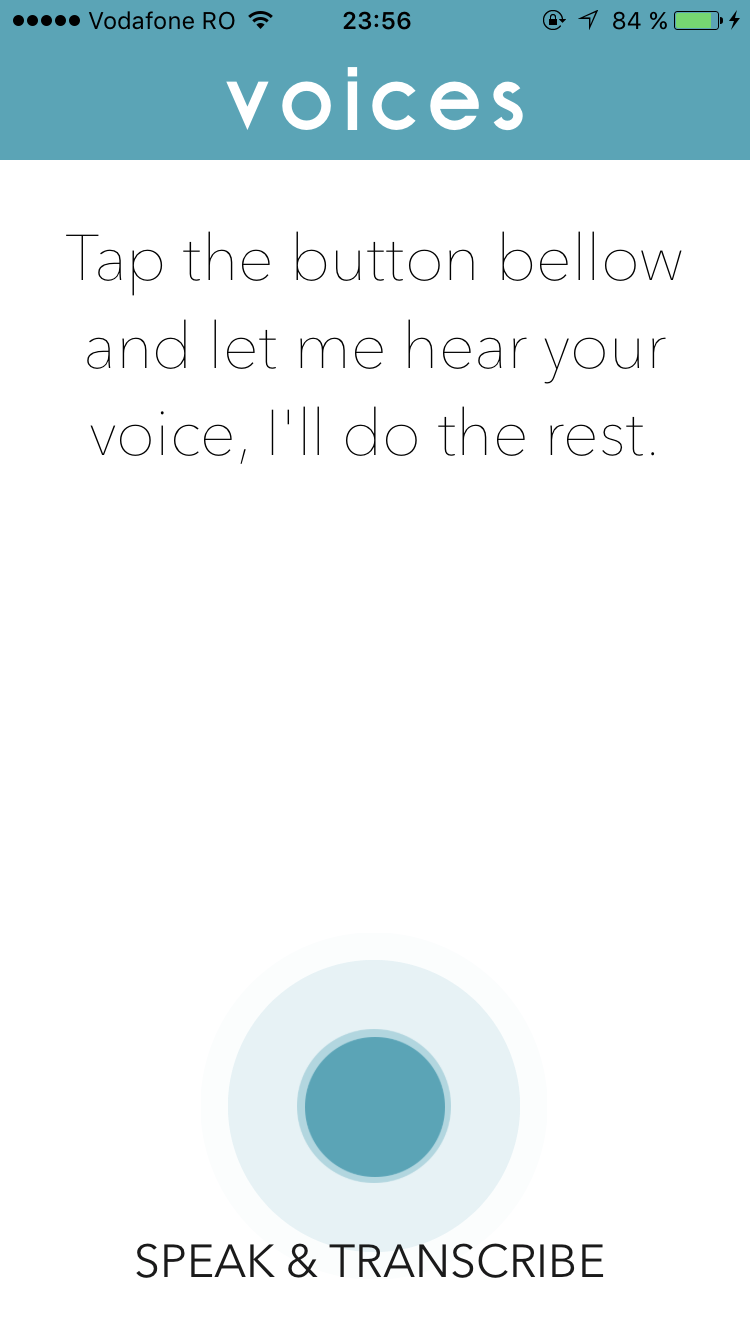 Vodafone RO 23:56 84 %
voices
Tap the button bellow
and let me hear your
voice, I'll do the rest.
SPEAK & TRANSCRIBE